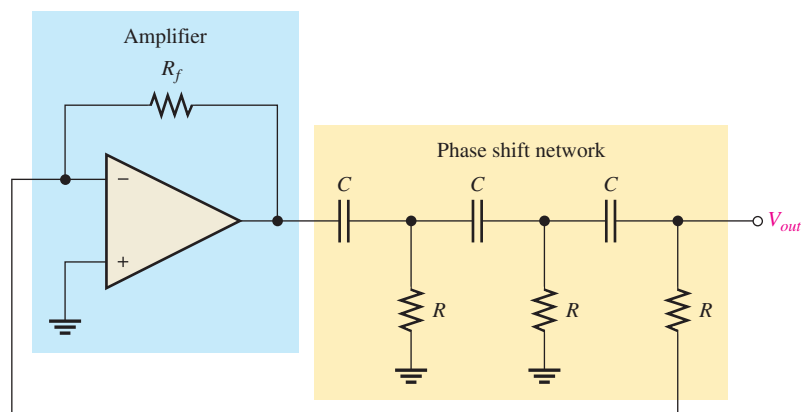 Amplifier
R_f
−
+
Phase shift network
C
C
C
V_out
R
R
R